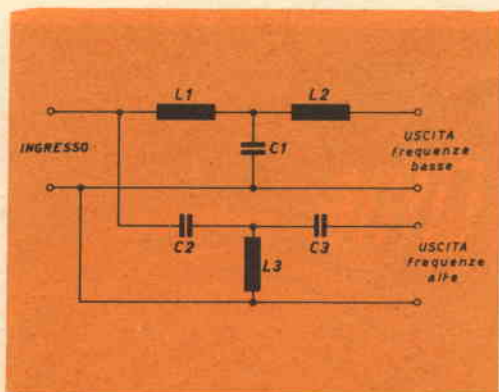 L1
L2
INGRESSO
C1
USCITA
frequenze
basse
C2
C3
L3
USCITA
frequenze
alte